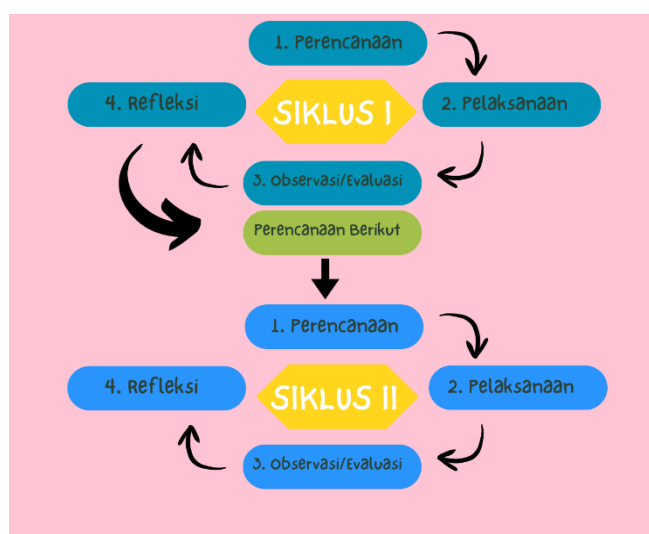 1. Perencanaan
4. Refleksi
SIKLUS I
2. Pelaksanaan
3. Observasi/Evaluasi
Perencanaan Berikut
1. Perencanaan
4. Refleksi
SIKLUS II
2. Pelaksanaan
3. Observasi/Evaluasi